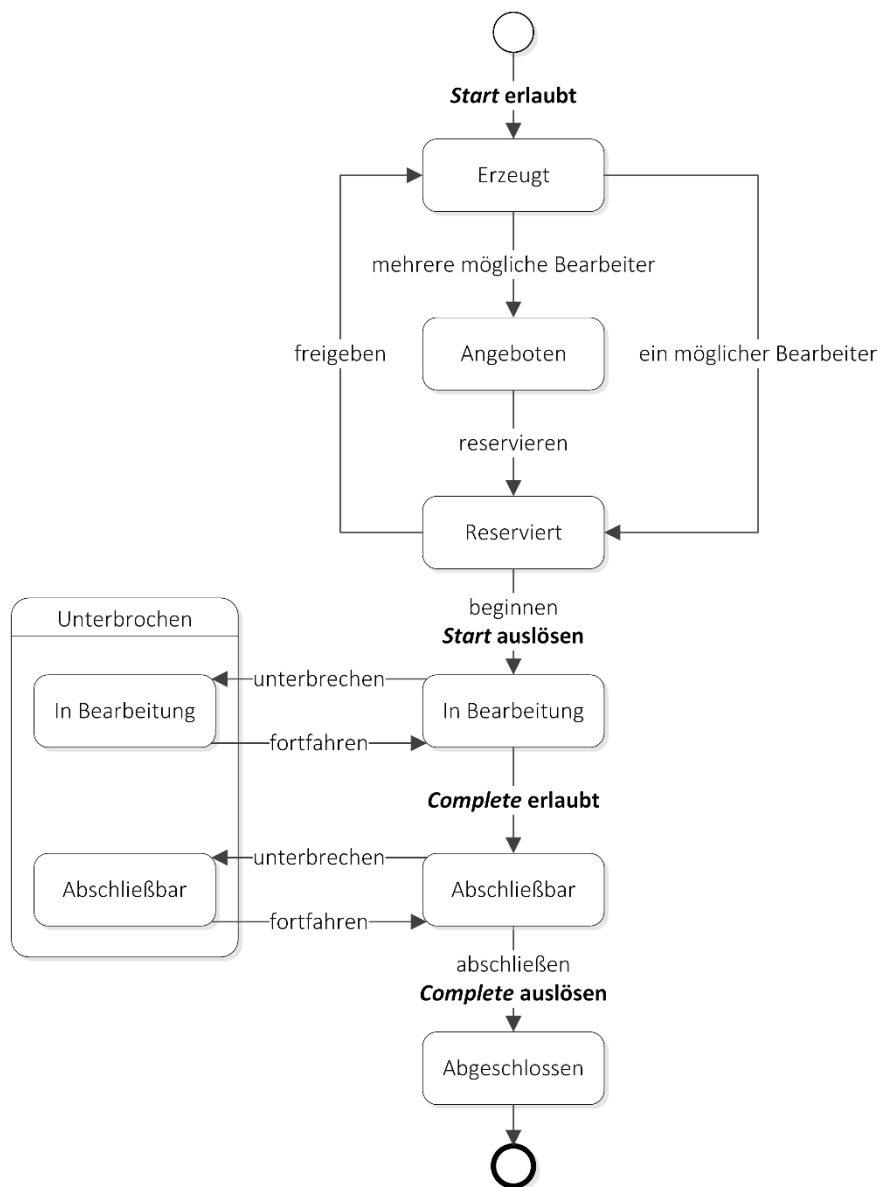 Start erlaubt
Erzeugt
mehrere mögliche Bearbeiter
freigeben
Angeboten
ein möglicher Bearbeiter
reservieren
Reserviert
beginnen
Start auslösen
Unterbrochen
In Bearbeitung
unterbrechen
fortfahren
In Bearbeitung
Complete erlaubt
Abschließbar
unterbrechen
fortfahren
Abschließbar
abschließen
Complete auslösen
Abgeschlossen